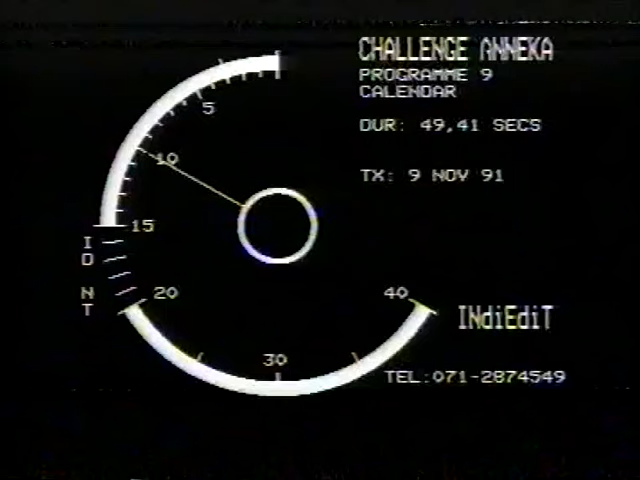 CHALLENGE ANNEKA
PROGRAMME 9
CALENDAR
DUR: 49,41 SECS
TX: 9 NOV 91
5
10
15
I
D
N
T
20
30
40
INdiEdiT
TEL:071-2874549